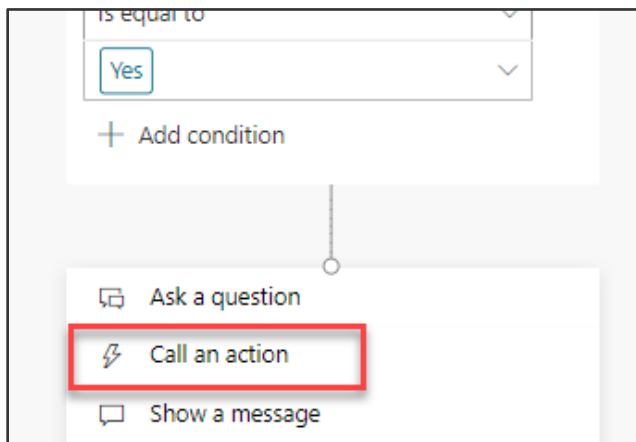 is equal to
Yes
Add condition
Ask a question
Call an action
Show a message